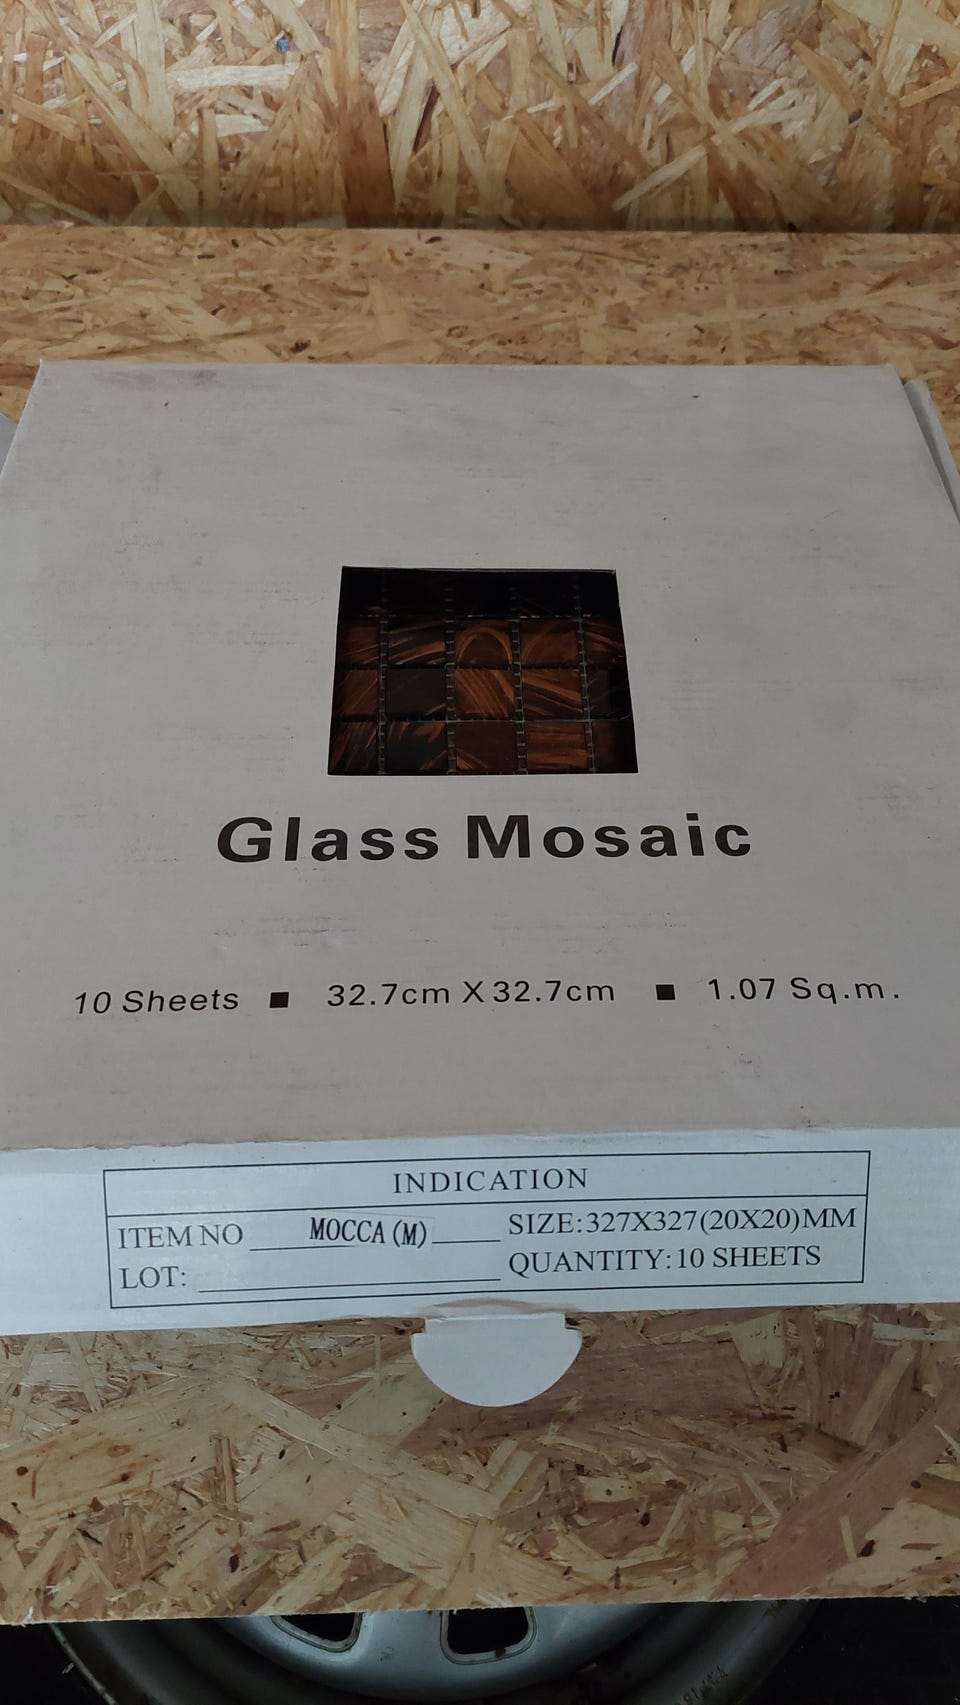 Glass Mosaic
10 Sheets ■ 32.7cm X 32.7cm ■ 1.07 Sq.m.
INDICATION
ITEM NO MOCCA (M) SIZE:327X327(20X20)MM
LOT: QUANTITY:10 SHEETS